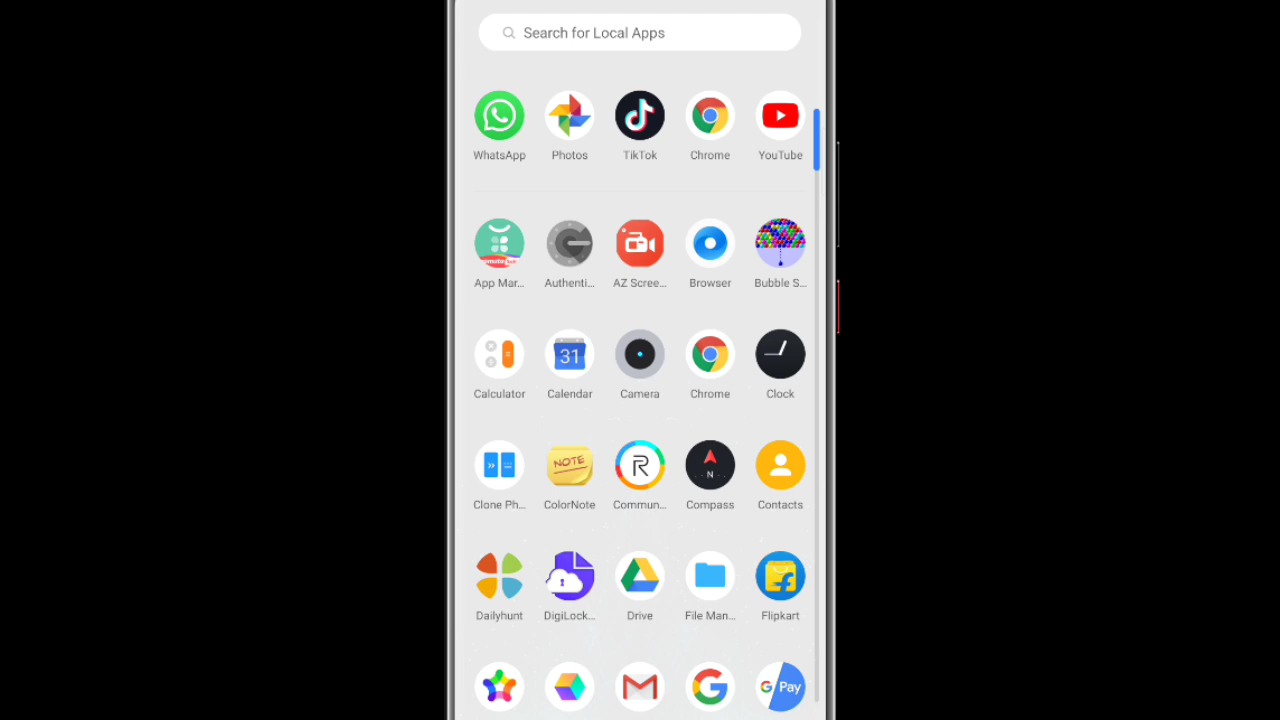 Search for Local Apps
WhatsApp Photos TikTok Chrome YouTube
App Mar... Authenti... AZ Scree... Browser Bubble S...
31
Calculator Calendar Camera Chrome Clock
NOTE R N
Clone Ph... ColorNote Commun... Compass Contacts
Dailyhunt DigiLock... Drive File Man... Flipkart
G Pay